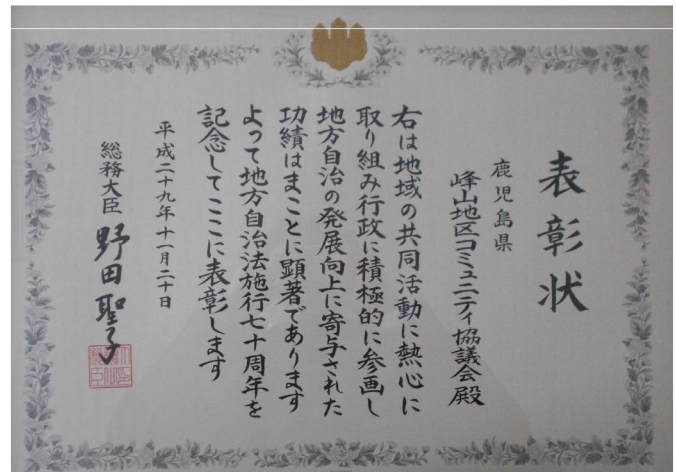 表彰状
鹿児島県
峰山地区コミュニティ協議会殿
右は地域の共同活動に熱心に
取り組み行政に積極的に参画し
地方自治の発展向上に寄与された
功績はまことに顕著であります
よって地方自治法施行七十周年を
記念してここに表彰します
平成二十九年十一月二十日
総務大臣 野田聖子